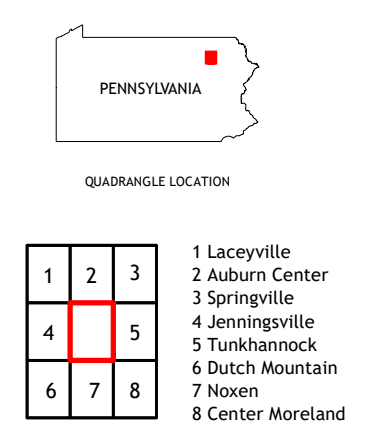 PENNSYLVANIA
QUADRANGLE LOCATION
1 2 3
4 5
6 7 8
1 Laceyville
2 Auburn Center
3 Springville
4 Jenningsville
5 Tunkhannock
6 Dutch Mountain
7 Noxen
8 Center Moreland